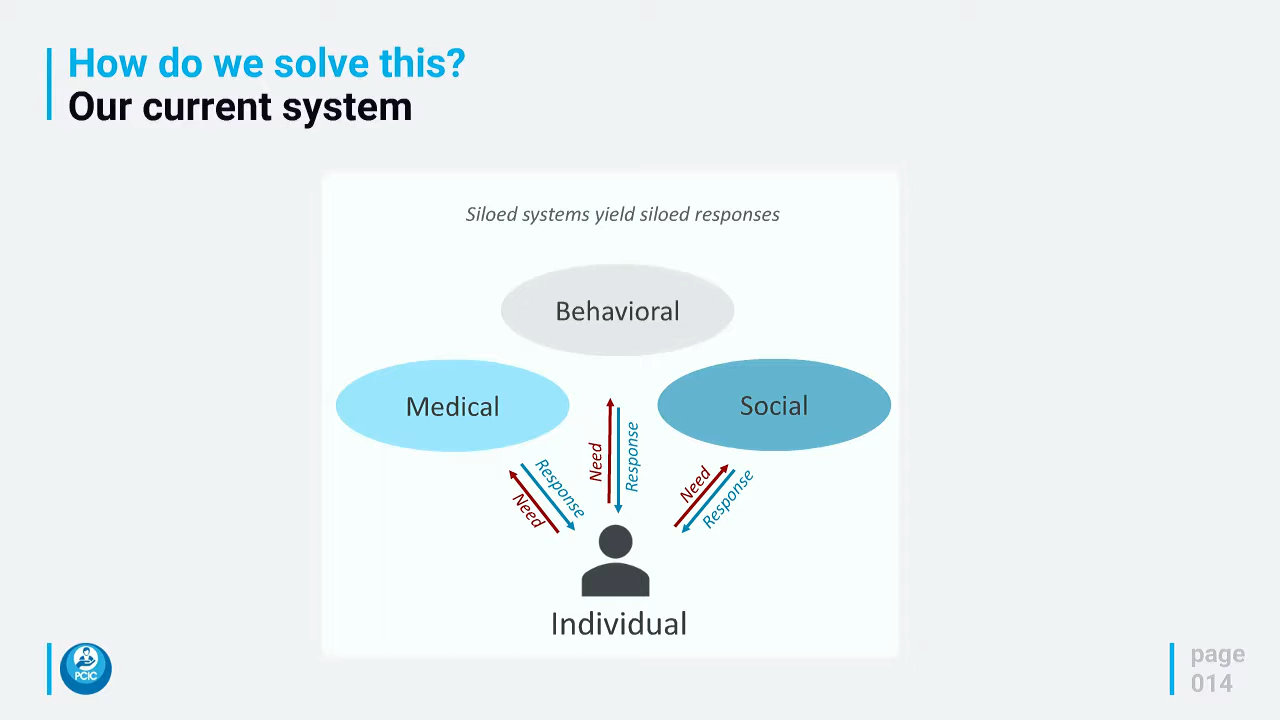 How do we solve this?
Our current system
Siloed systems yield siloed responses
Behavioral
Medical
Social
Need
Response
Need
Response
Need
Response
Individual
PCIC
page
014